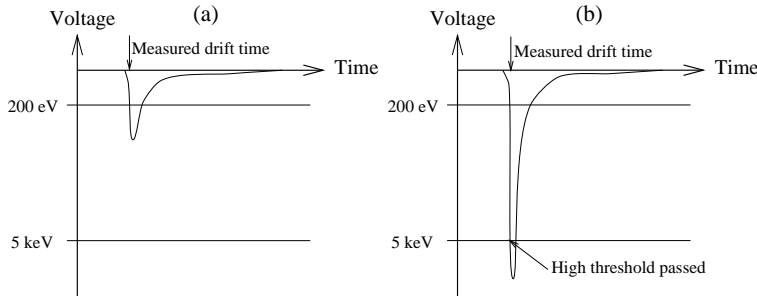 (a)
Voltage
Measured drift time
Time
200 eV
5 keV
(b)
Voltage
Measured drift time
Time
200 eV
5 keV
High threshold passed